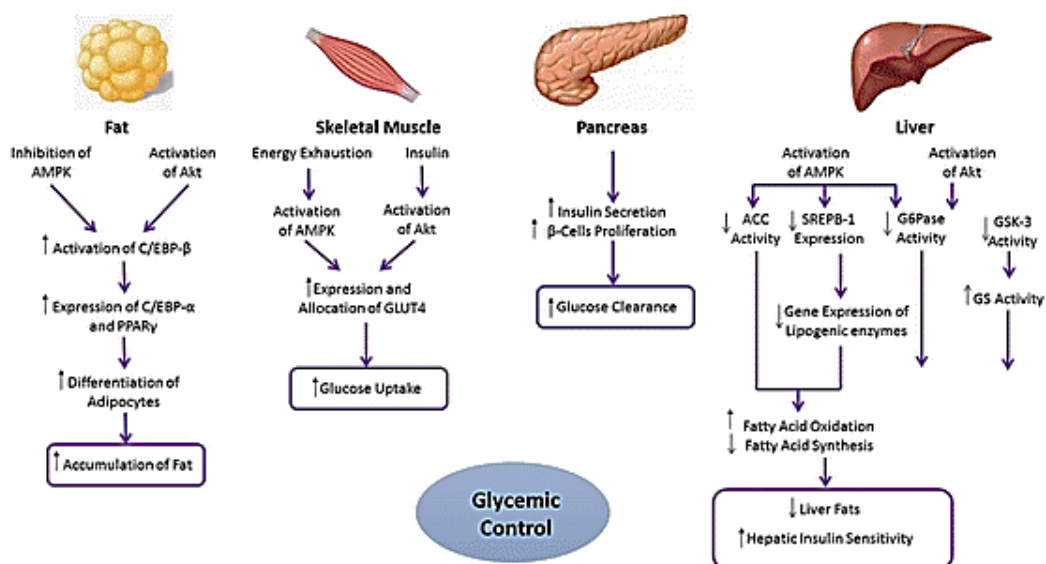 Fat
Inhibition of
AMPK
Activation
of Akt
↑ Activation of C/EBP-β
↑ Expression of C/EBP-α
and PPARγ
↑ Differentiation of
Adipocytes
↑ Accumulation of Fat
Skeletal Muscle
Energy Exhaustion
Insulin
Activation
of AMPK
Activation
of Akt
↑ Expression and
Allocation of GLUT4
↑ Glucose Uptake
Pancreas
↑ Insulin Secretion
↑ β-Cells Proliferation
↑ Glucose Clearance
Liver
Activation
of AMPK
Activation
of Akt
↓ ACC
Activity
↓ SREPB-1
Expression
↓ G6Pase
Activity
↓ GSK-3
Activity
↑ GS Activity
↓ Gene Expression of
Lipogenic enzymes
↑ Fatty Acid Oxidation
↓ Fatty Acid Synthesis
↓ Liver Fats
↑ Hepatic Insulin Sensitivity
Glycemic
Control